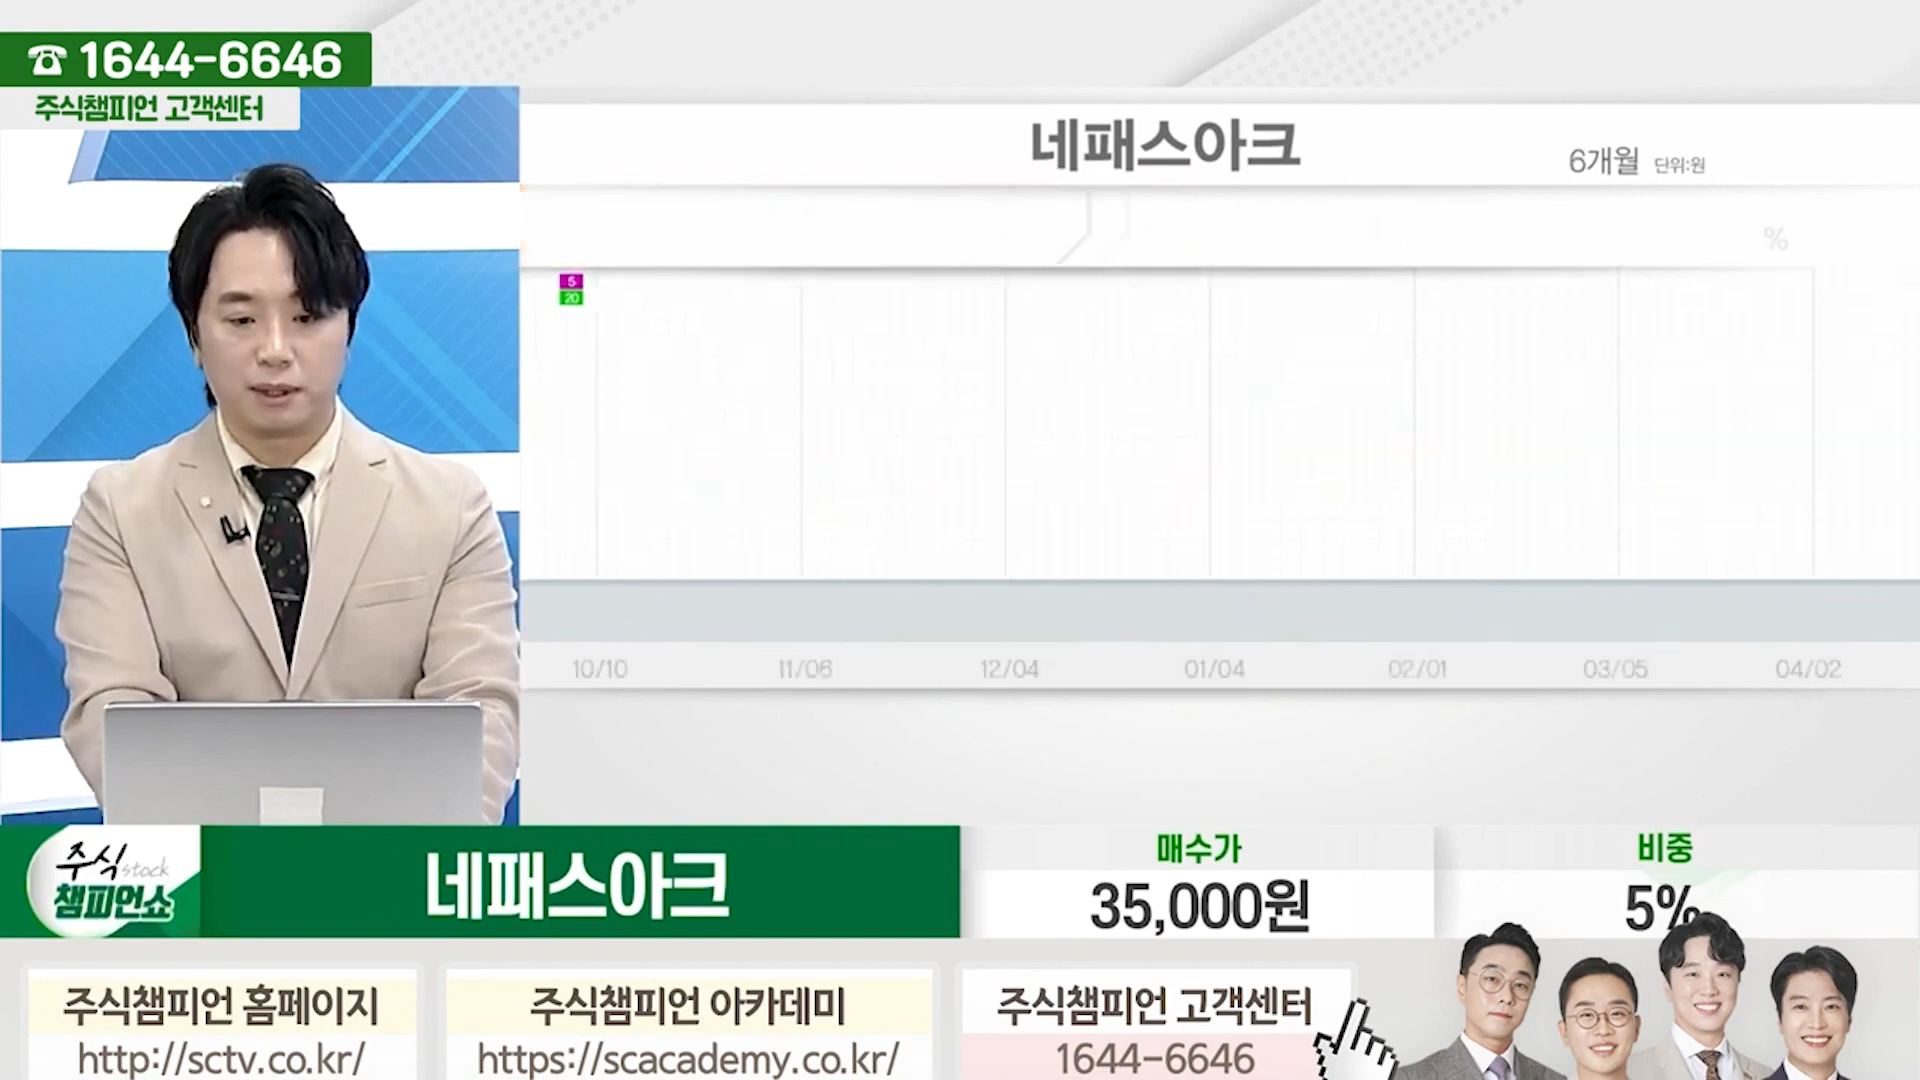 ☎ 1644-6646
주식챔피언 고객센터
네패스아크
6개월 단위:원
%
5
20
10/10 11/06 12/04 01/04 02/01 03/05 04/02
주식 stock
챔피언쇼
네패스아크
매수가
35,000원
비중
5%
주식챔피언 홈페이지
http://sctv.co.kr/
주식챔피언 아카데미
https://scacademy.co.kr/
주식챔피언 고객센터
1644-6646